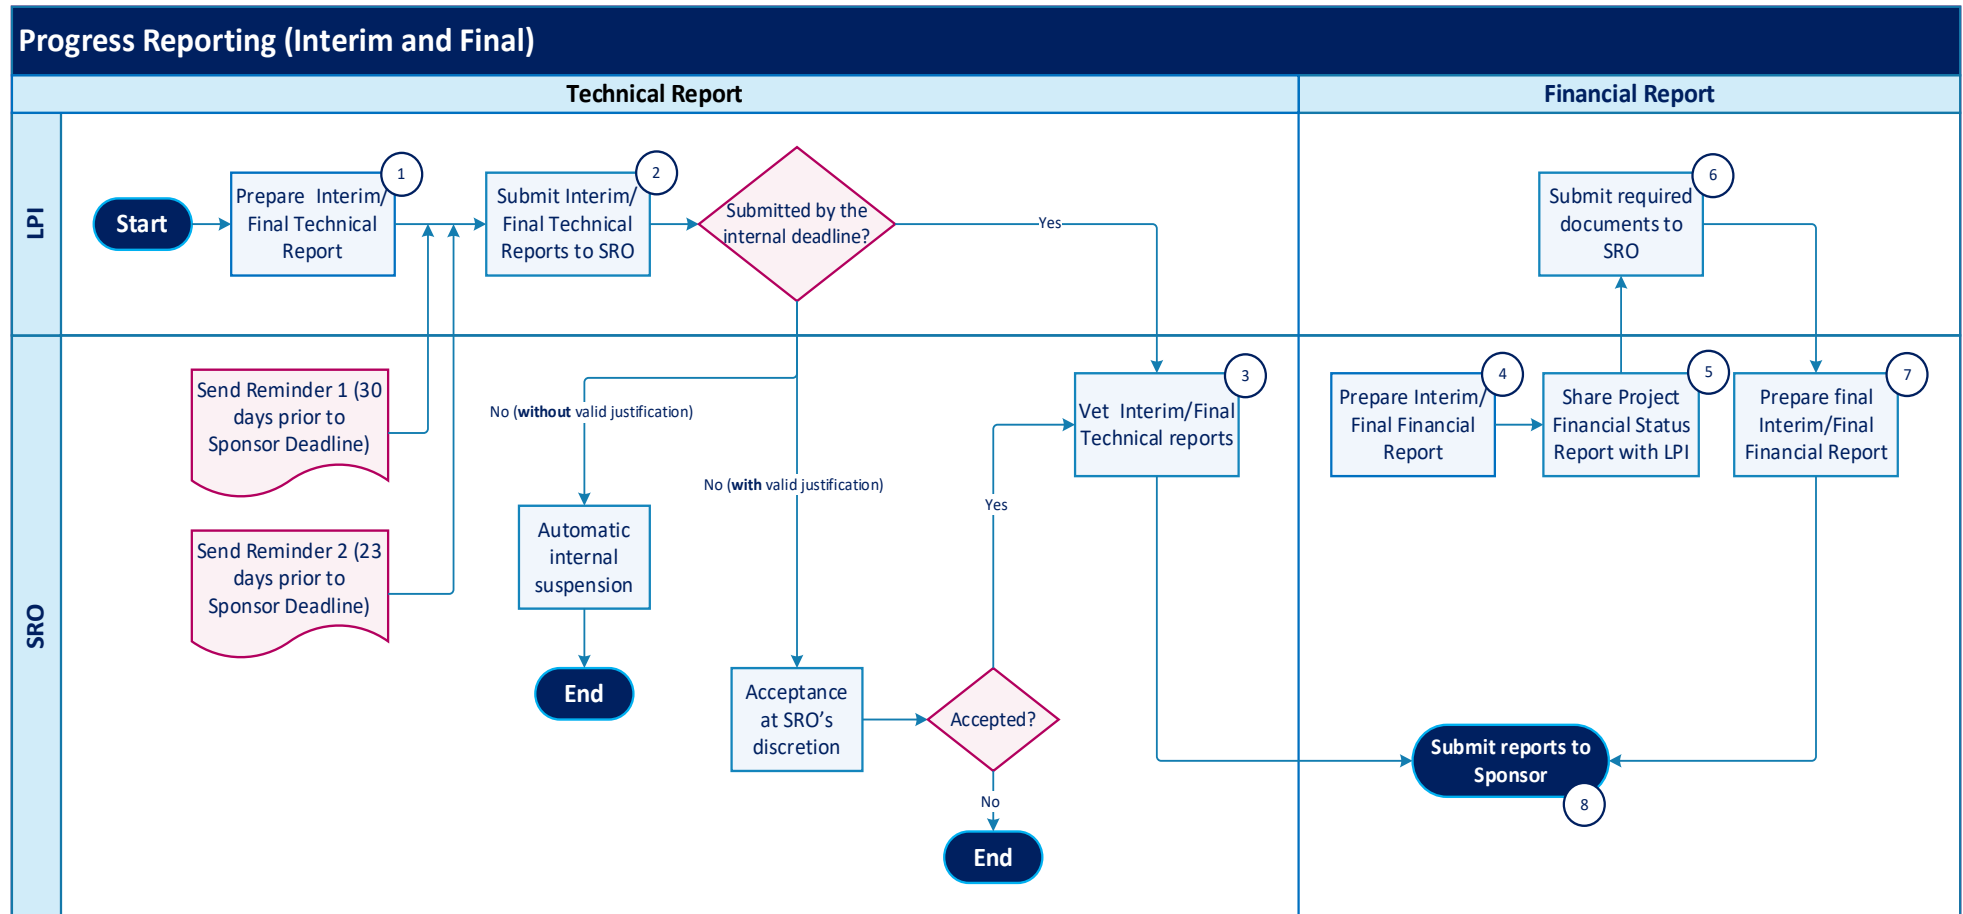 Progress Reporting (Interim and Final)
Technical Report
Financial Report
LPI
Start
Prepare Interim/
Final Technical
Report
1
Submit Interim/
Final Technical
Reports to SRO
2
Submitted by the
internal deadline?
Yes
Submit required
documents to
SRO
6
SRO
Send Reminder 1 (30
days prior to
Sponsor Deadline)
Send Reminder 2 (23
days prior to
Sponsor Deadline)
No (without valid justification)
Automatic
internal
suspension
End
No (with valid justification)
Acceptance
at SRO’s
discretion
Accepted?
Yes
No
End
Vet Interim/Final
Technical reports
3
Prepare Interim/
Final Financial
Report
4
Share Project
Financial Status
Report with LPI
5
Prepare final
Interim/Final
Financial Report
7
Submit reports to
Sponsor
8